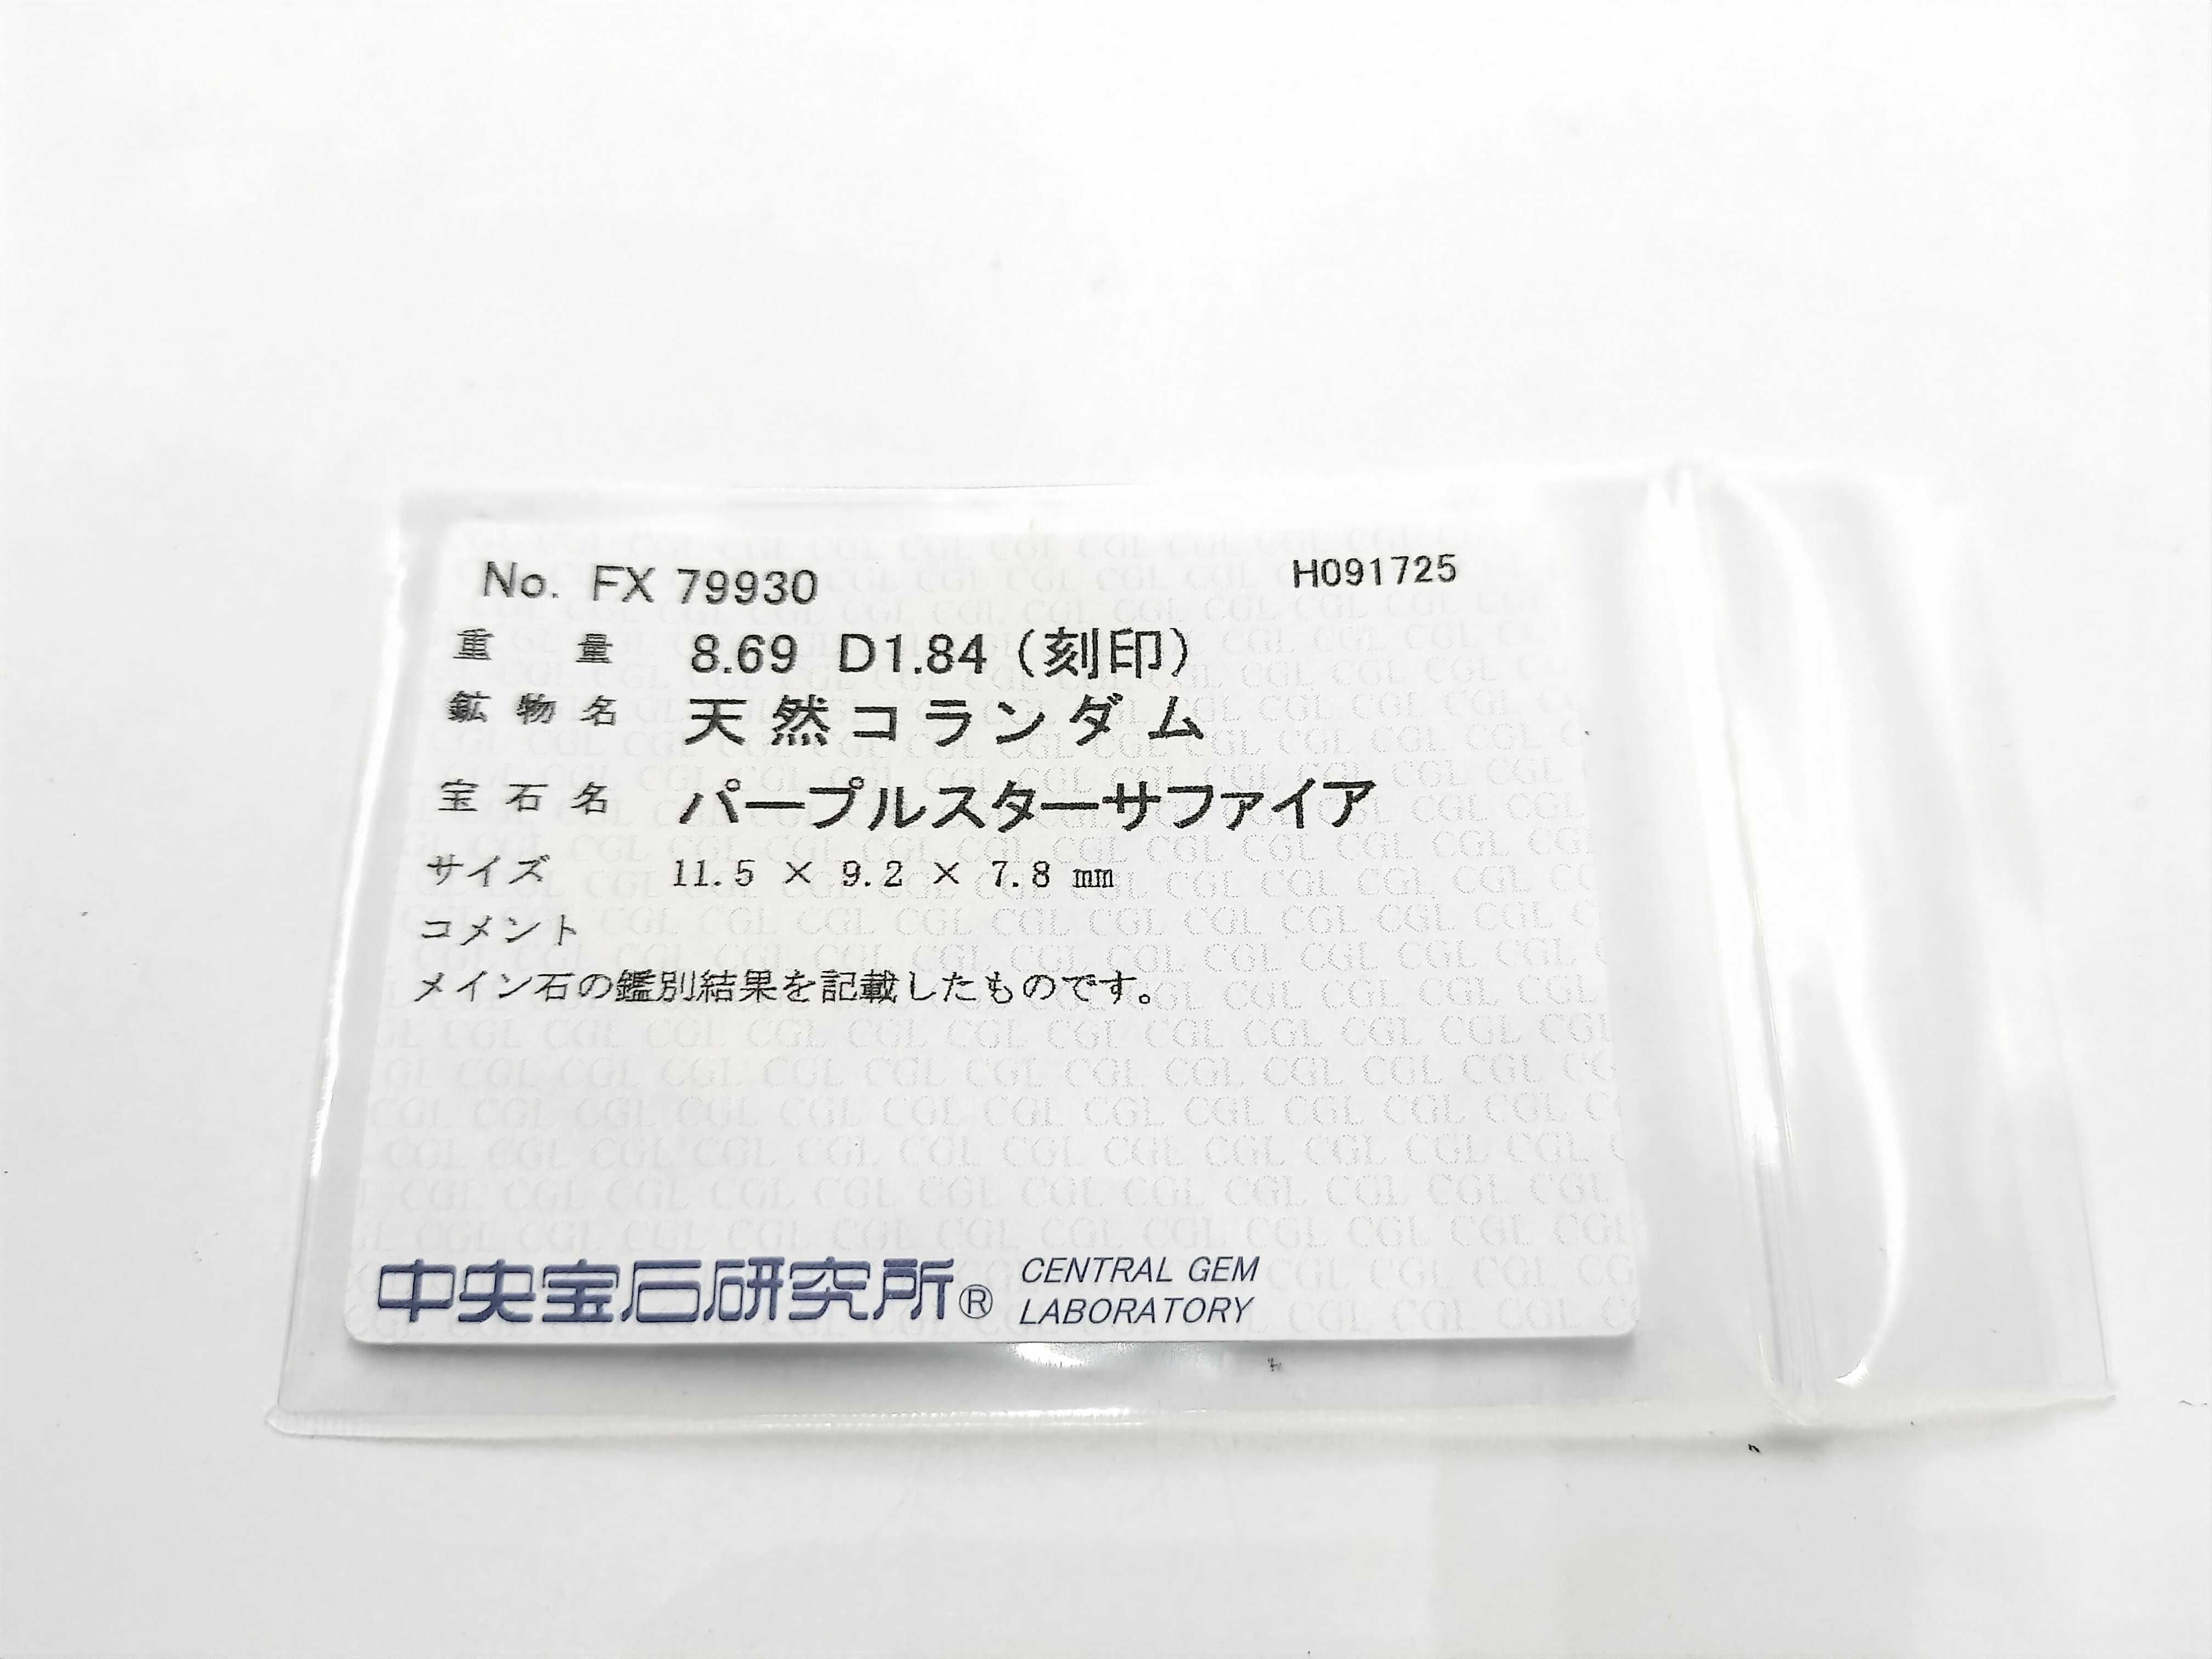 No. FX 79930 H091725
重量 8.69 D1.84 (刻印)
鉱物名 天然コランダム
宝石名 パープルスターサファイア
サイズ 11.5 × 9.2 × 7.8 mm
コメント
メイン石の鑑別結果を記載したものです。
中央宝石研究所® CENTRAL GEM
LABORATORY